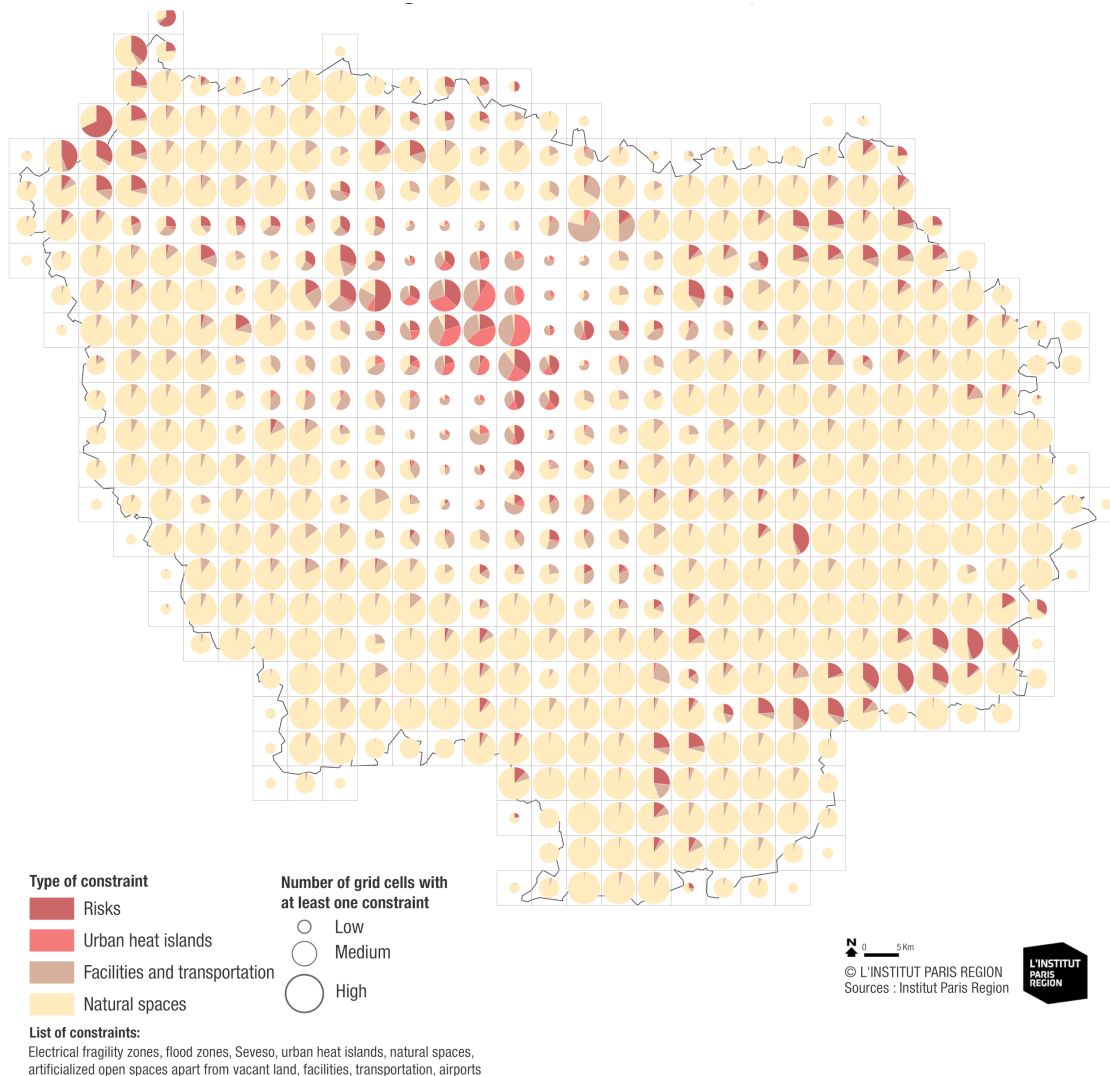 Type of constraint
Risks
Urban heat islands
Facilities and transportation
Natural spaces
Number of grid cells with
at least one constraint
Low
Medium
High
List of constraints:
Electrical fragility zones, flood zones, Seveso, urban heat islands, natural spaces,
artificialized open spaces apart from vacant land, facilities, transportation, airports
N 0 5 Km
© L'INSTITUT PARIS REGION
Sources : Institut Paris Region
L'INSTITUT
PARIS
REGION